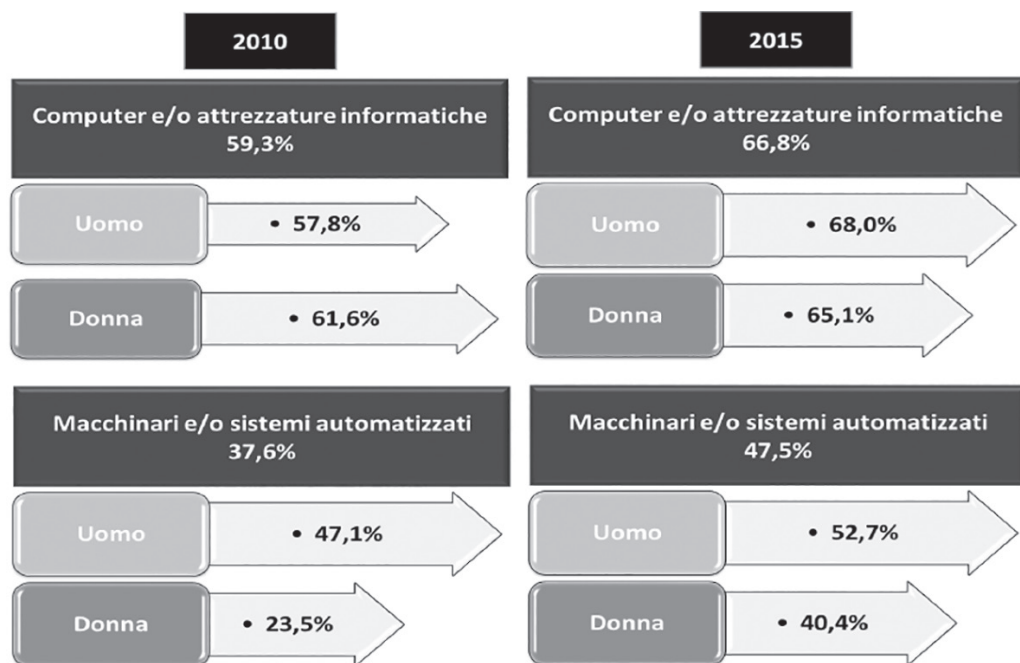 2010
Computer e/o attrezzature informatiche
59,3%
Uomo
• 57,8%
Donna
• 61,6%
Macchinari e/o sistemi automatizzati
37,6%
Uomo
• 47,1%
Donna
• 23,5%
2015
Computer e/o attrezzature informatiche
66,8%
Uomo
• 68,0%
Donna
• 65,1%
Macchinari e/o sistemi automatizzati
47,5%
Uomo
• 52,7%
Donna
• 40,4%